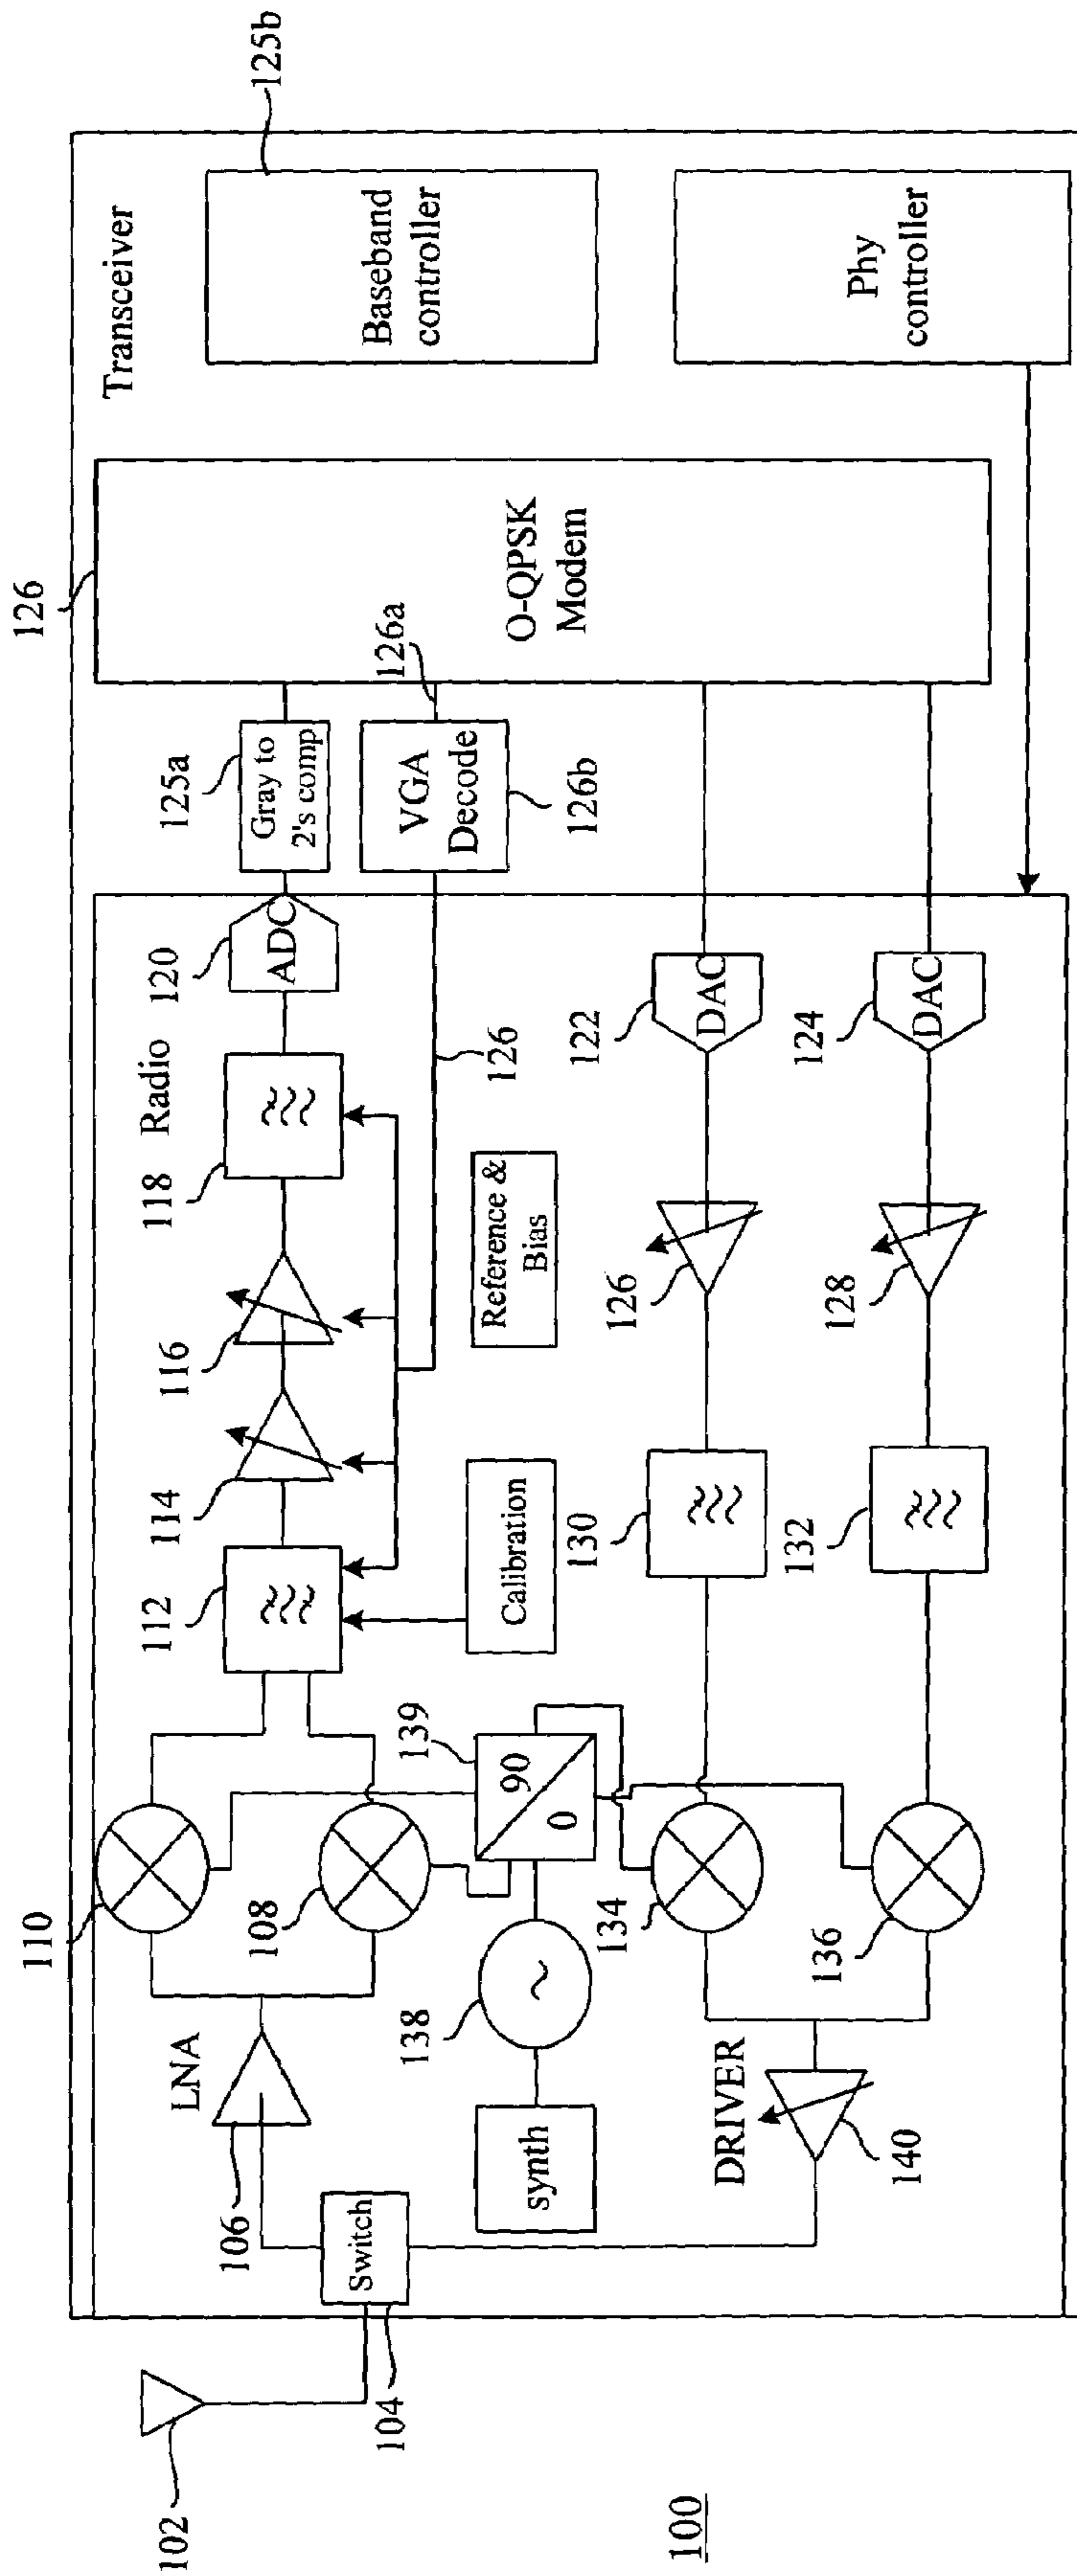 Transceiver
126
125b
Baseband
controller
Phy
controller
O-QPSK
Modem
125a
Gray to
2's comp
126a
VGA
Decode
126b
Radio
110
LNA
106
108
112
114
116
118
120
ADC
126
102
104
Switch
synth
138
139
90
0
Calibration
Reference &
Bias
122
DAC
126
130
134
124
DAC
128
132
136
DRIVER
140
100